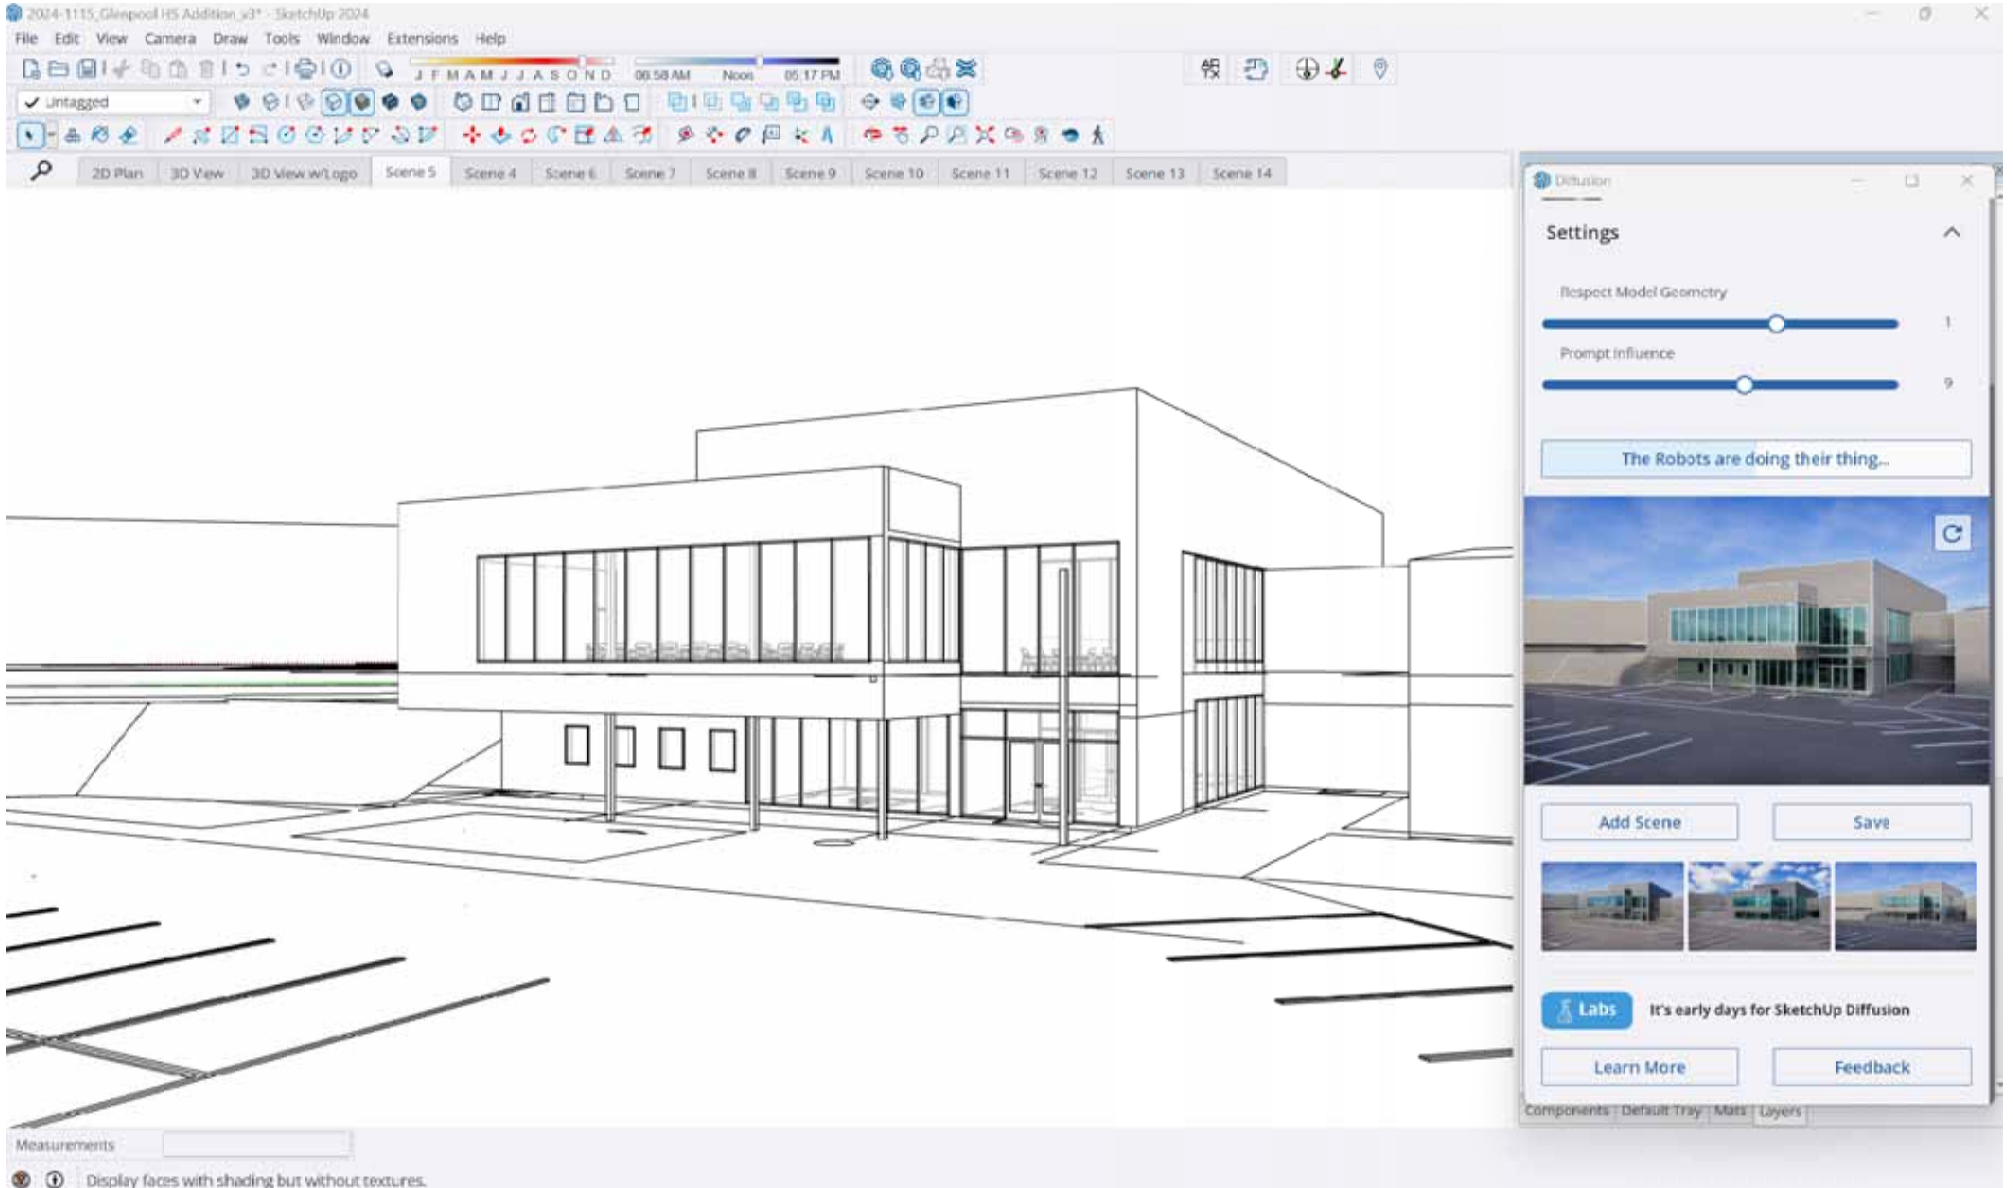 2024-1115_Glenpool HS Addition_v3* - SketchUp 2024
File Edit View Camera Draw Tools Window Extensions Help
J F M A M J J A S O N D 06:58 AM Noon 05:17 PM
Untagged
2D Plan 3D View 3D View w/Logo Scene 5 Scene 4 Scene 6 Scene 7 Scene 8 Scene 9 Scene 10 Scene 11 Scene 12 Scene 13 Scene 14
Diffusion
Settings
Respect Model Geometry
1
Prompt Influence
9
The Robots are doing their thing...
Add Scene Save
Labs It's early days for SketchUp Diffusion
Learn More Feedback
Components Default Tray Mats Layers
Measurements
Display faces with shading but without textures.